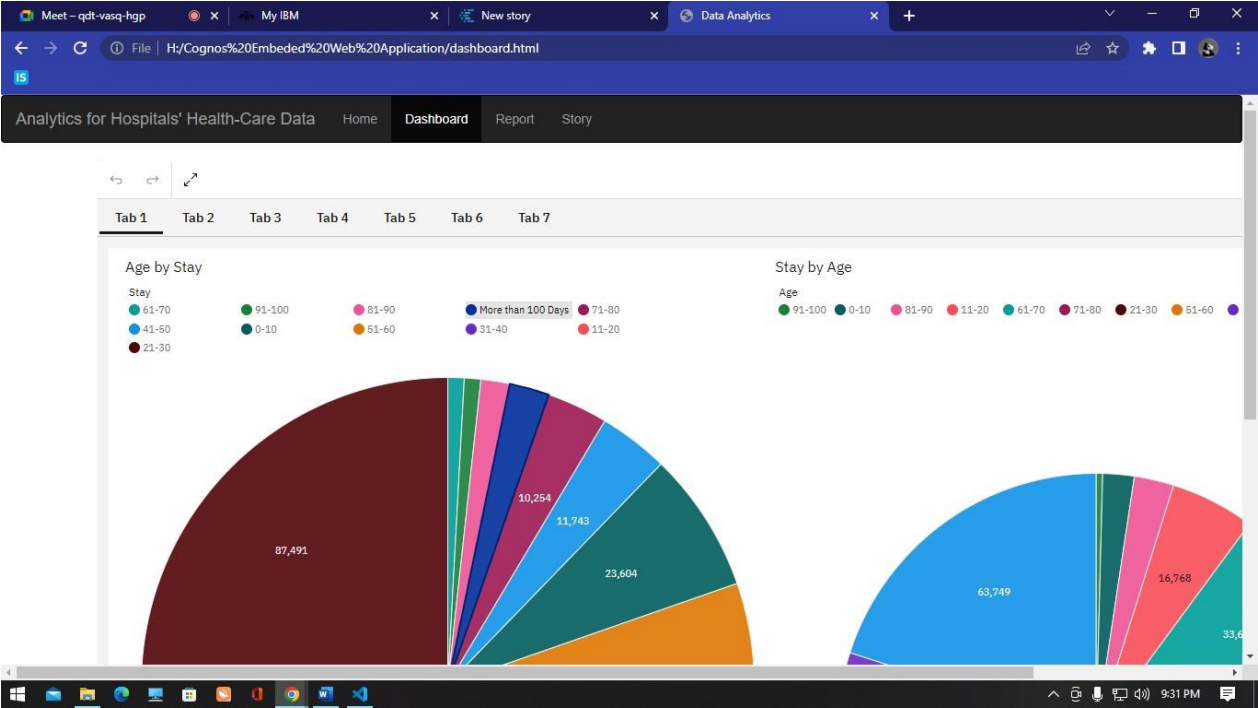 Meet – qdt-vasq-hgp My IBM New story Data Analytics
File H:/Cognos%20Embeded%20Web%20Application/dashboard.html
IS
Analytics for Hospitals' Health-Care Data Home Dashboard Report Story
Tab 1 Tab 2 Tab 3 Tab 4 Tab 5 Tab 6 Tab 7
Age by Stay
Stay
61-70 91-100 81-90 More than 100 Days 71-80
41-50 0-10 51-60 31-40 11-20
21-30
10,254
11,743
87,491
23,604
Stay by Age
Age
91-100 0-10 81-90 11-20 61-70 71-80 21-30 51-60
16,768
63,749
33,6
9:31 PM